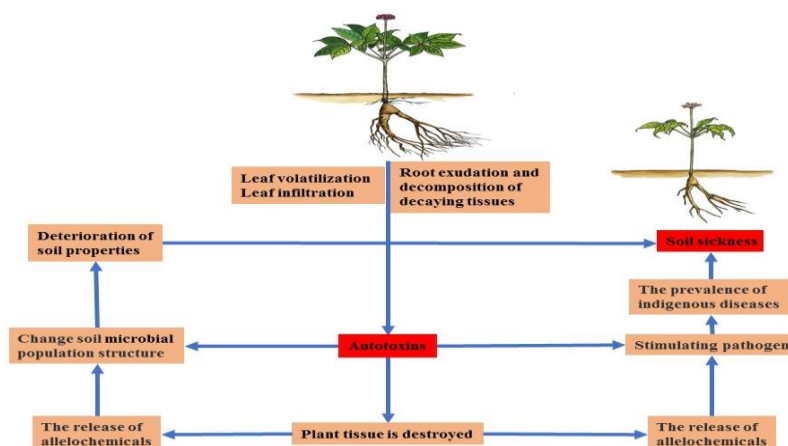 Leaf volatilization
Leaf infiltration
Root exudation and
decomposition of
decaying tissues
Deterioration of
soil properties
Soil sickness
The prevalence of
indigenous diseases
Change soil microbial
population structure
Autotoxins
Stimulating pathogen
The release of
allelochemicals
Plant tissue is destroyed
The release of
allelochemicals